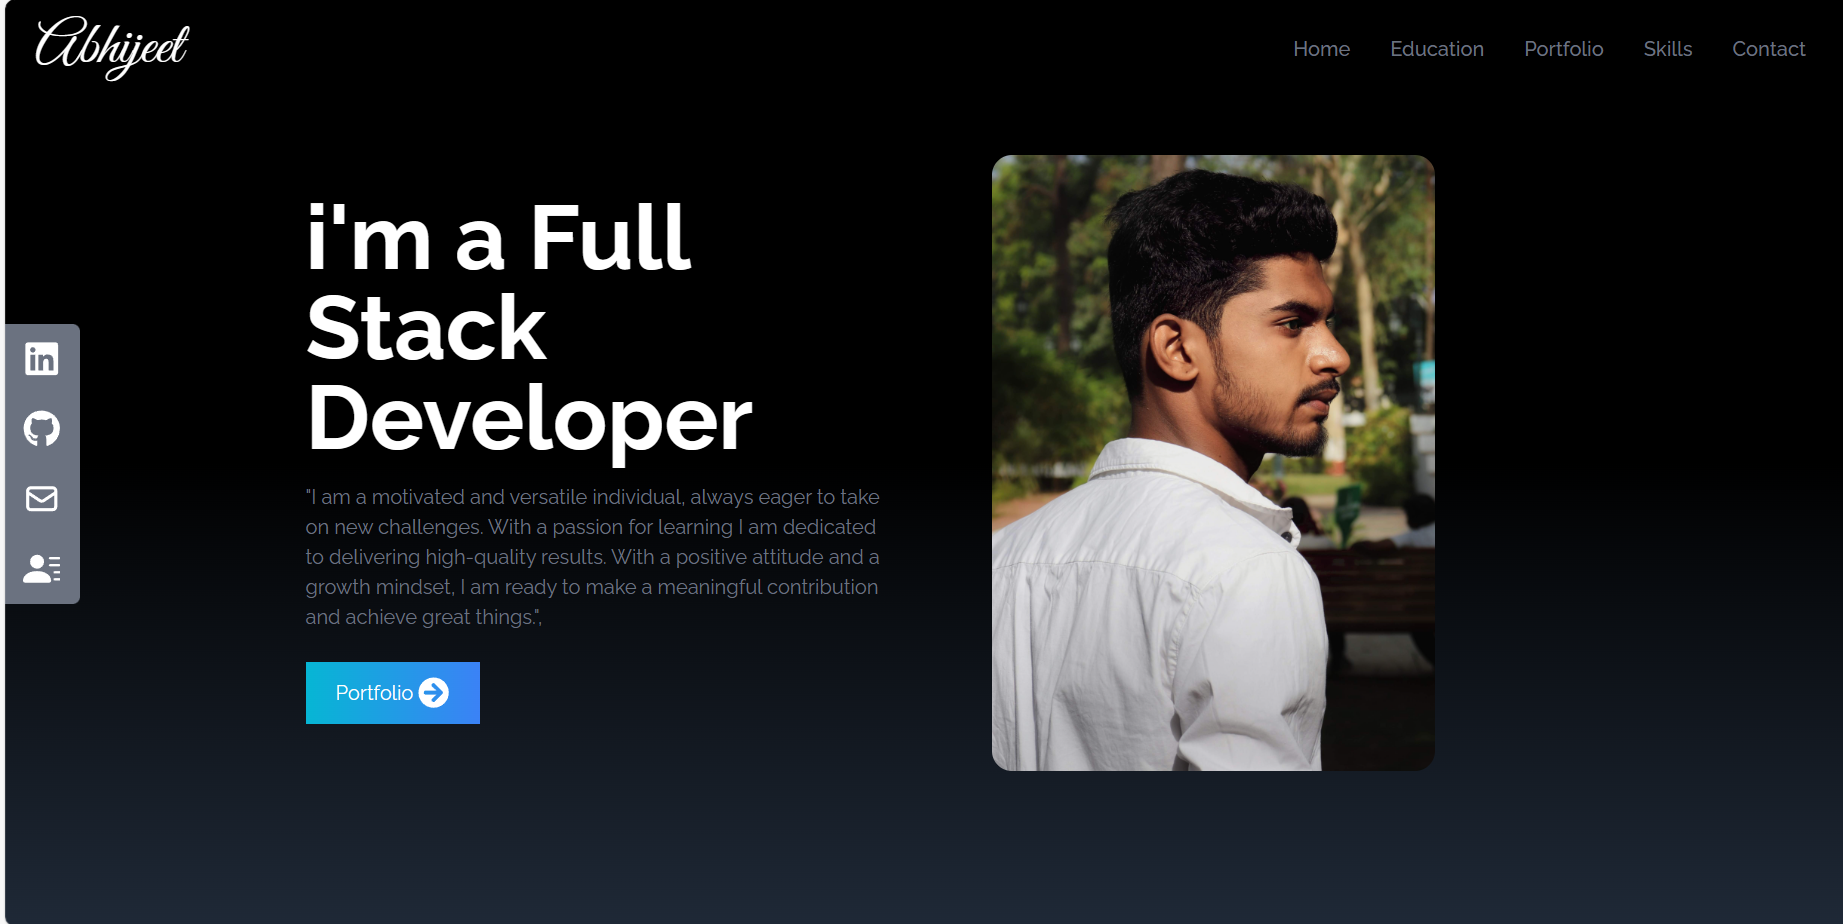 Abhijeet
Home Education Portfolio Skills Contact
i'm a Full
Stack
Developer
in
"I am a motivated and versatile individual, always eager to take
on new challenges. With a passion for learning I am dedicated
to delivering high-quality results. With a positive attitude and a
growth mindset, I am ready to make a meaningful contribution
and achieve great things.",
Portfolio